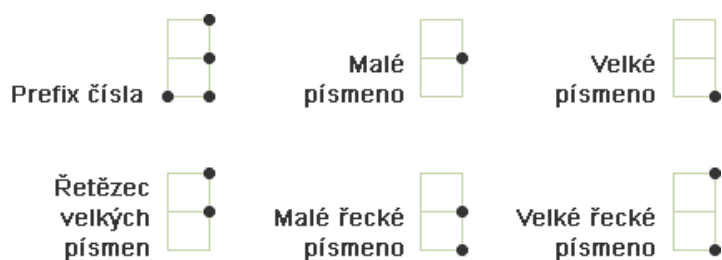 Prefix čísla
Malé
písmeno
Velké
písmeno
Řetězec
velkých
písmen
Malé řecké
písmeno
Velké řecké
písmeno